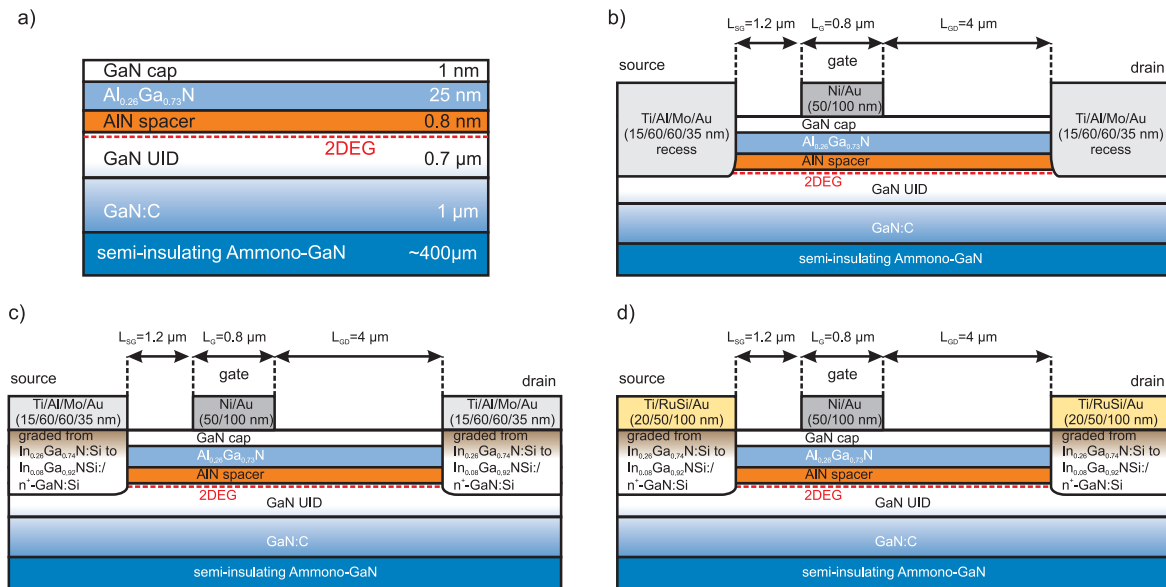 a)
GaN cap 1 nm
Al0.26Ga0.73N 25 nm
AlN spacer 0.8 nm
2DEG
GaN UID 0.7 µm
GaN:C 1 µm
semi-insulating Ammono-GaN ~400µm
b)
LSG=1.2 µm LG=0.8 µm LGD=4 µm
source gate drain
Ti/Al/Mo/Au
(15/60/60/35 nm)
recess
Ni/Au
(50/100 nm)
Ti/Al/Mo/Au
(15/60/60/35 nm)
recess
GaN cap
Al0.26Ga0.73N
AlN spacer
2DEG
GaN UID
GaN:C
semi-insulating Ammono-GaN
c)
LSG=1.2 µm LG=0.8 µm LGD=4 µm
source gate drain
Ti/Al/Mo/Au
(15/60/60/35 nm)
Ni/Au
(50/100 nm)
Ti/Al/Mo/Au
(15/60/60/35 nm)
graded from
In0.26Ga0.74N:Si to
In0.08Ga0.92NSi:/
n+-GaN:Si
GaN cap
Al0.26Ga0.73N
AlN spacer
2DEG
graded from
In0.26Ga0.74N:Si to
In0.08Ga0.92NSi:/
n+-GaN:Si
GaN UID
GaN:C
semi-insulating Ammono-GaN
d)
LSG=1.2 µm LG=0.8 µm LGD=4 µm
source gate drain
Ti/RuSi/Au
(20/50/100 nm)
Ni/Au
(50/100 nm)
Ti/RuSi/Au
(20/50/100 nm)
graded from
In0.26Ga0.74N:Si to
In0.08Ga0.92NSi:/
n+-GaN:Si
GaN cap
Al0.26Ga0.73N
AlN spacer
2DEG
graded from
In0.26Ga0.74N:Si to
In0.08Ga0.92NSi:/
n+-GaN:Si
GaN UID
GaN:C
semi-insulating Ammono-GaN